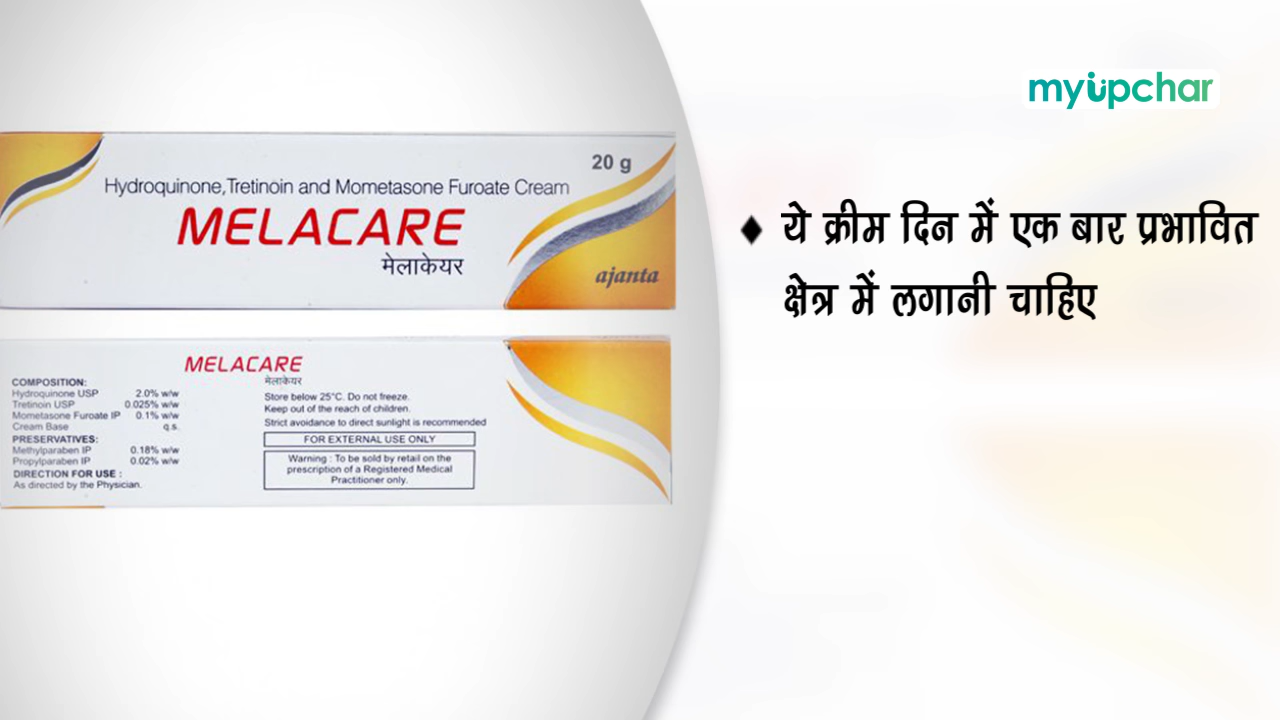 myupchar
20 g
Hydroquinone, Tretinoin and Mometasone Furoate Cream
MELACARE
मेलाकेयर
ajanta
ये क्रीम दिन में एक बार प्रभावित
क्षेत्र में लगानी चाहिए
MELACARE
मेलाकेयर
COMPOSITION:
Hydroquinone USP 2.0% w/w
Tretinoin USP 0.025% w/w
Mometasone Furoate IP 0.1% w/w
Cream Base q.s.
PRESERVATIVES:
Methylparaben IP 0.18% w/w
Propylparaben IP 0.02% w/w
DIRECTION FOR USE :
As directed by the Physician.
Store below 25°C. Do not freeze.
Keep out of the reach of children.
Strict avoidance to direct sunlight is recommended
FOR EXTERNAL USE ONLY
Warning : To be sold by retail on the
prescription of a Registered Medical
Practitioner only.